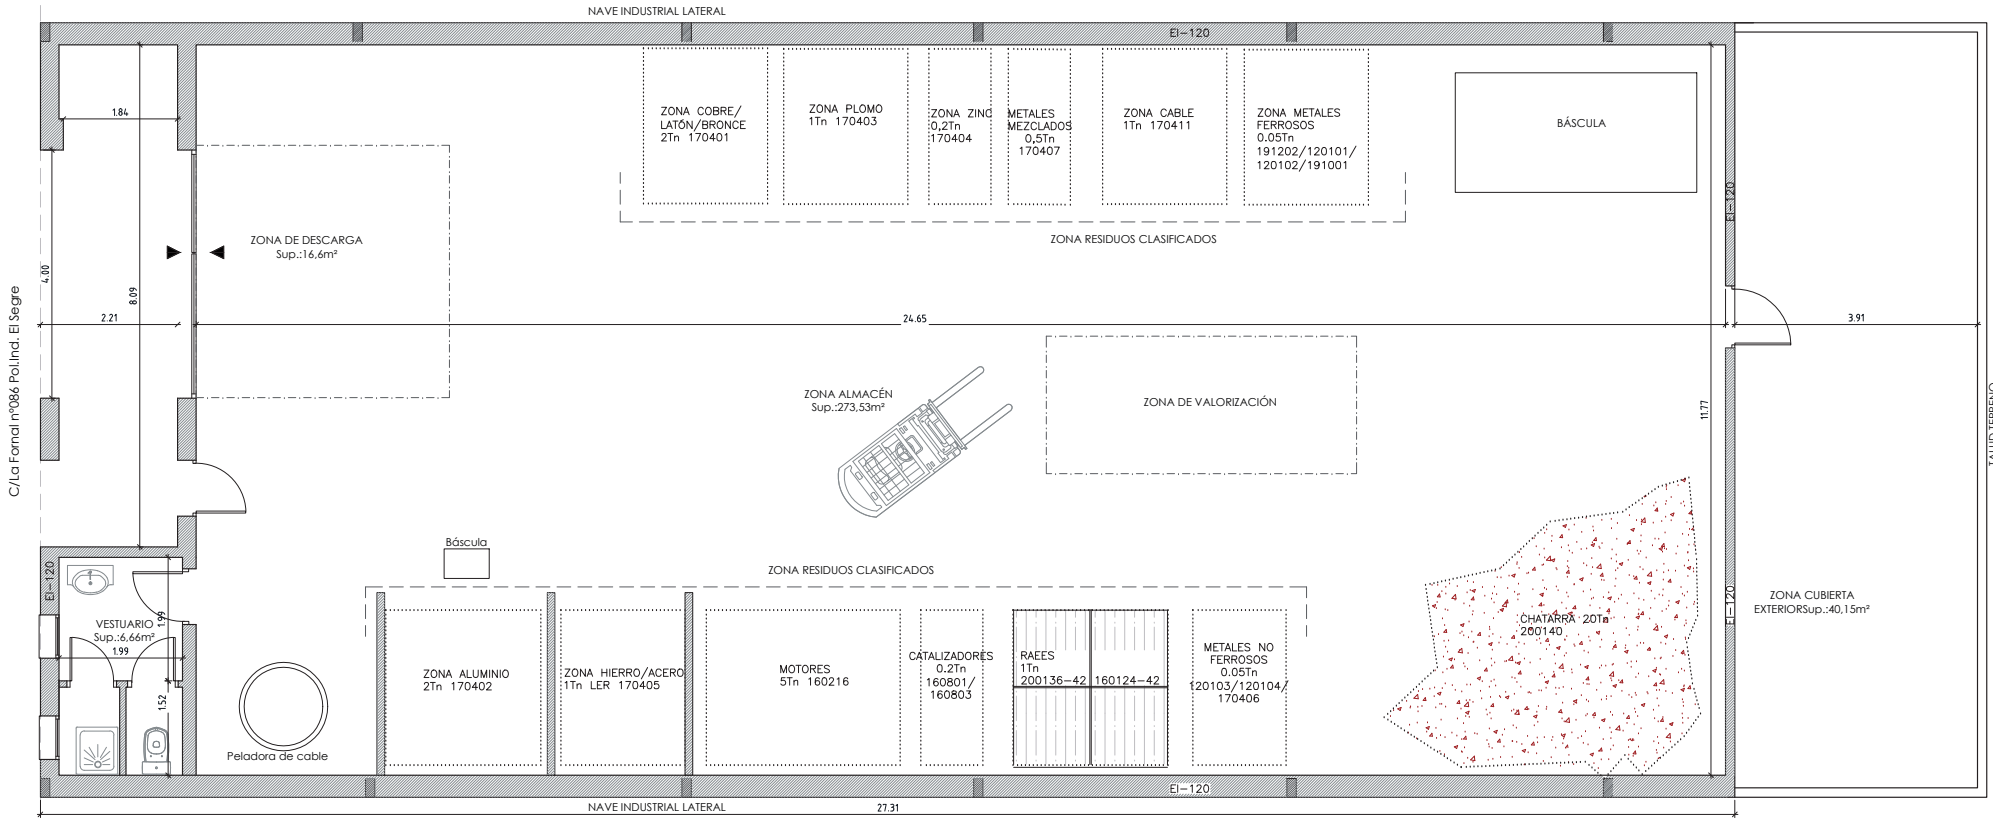 NAVE INDUSTRIAL LATERAL
EI-120
1.84
ZONA COBRE/
LATÓN/BRONCE
2Tn 170401
ZONA PLOMO
1Tn 170403
ZONA ZINC
0,2Tn
170404
METALES
MEZCLADOS
0,5Tn
170407
ZONA CABLE
1Tn 170411
ZONA METALES
FERROSOS
0.05Tn
191202/120101/
120102/191001
BÁSCULA
EI-120
ZONA DE DESCARGA
Sup.:16,6m²
ZONA RESIDUOS CLASIFICADOS
4.00
8.09
2.21
24.65
3.91
C/La Fornal nº086 Pol.Ind. El Segre
ZONA ALMACÉN
Sup.:273,53m²
ZONA DE VALORIZACIÓN
11.77
Báscula
ZONA RESIDUOS CLASIFICADOS
EI-120
VESTUARIO
Sup.:6,66m²
1.99
1.99
1.52
Peladora de cable
ZONA ALUMINIO
2Tn 170402
ZONA HIERRO/ACERO
1Tn LER 170405
MOTORES
5Tn 160216
CATALIZADORES
0.2Tn
160801/
160803
RAEES
1Tn
200136-42
160124-42
METALES NO
FERROSOS
0.05Tn
120103/120104/
170406
CHATARRA 20Tn
200140
EI-120
ZONA CUBIERTA
EXTERIORSup.:40,15m²
EI-120
NAVE INDUSTRIAL LATERAL
27.31